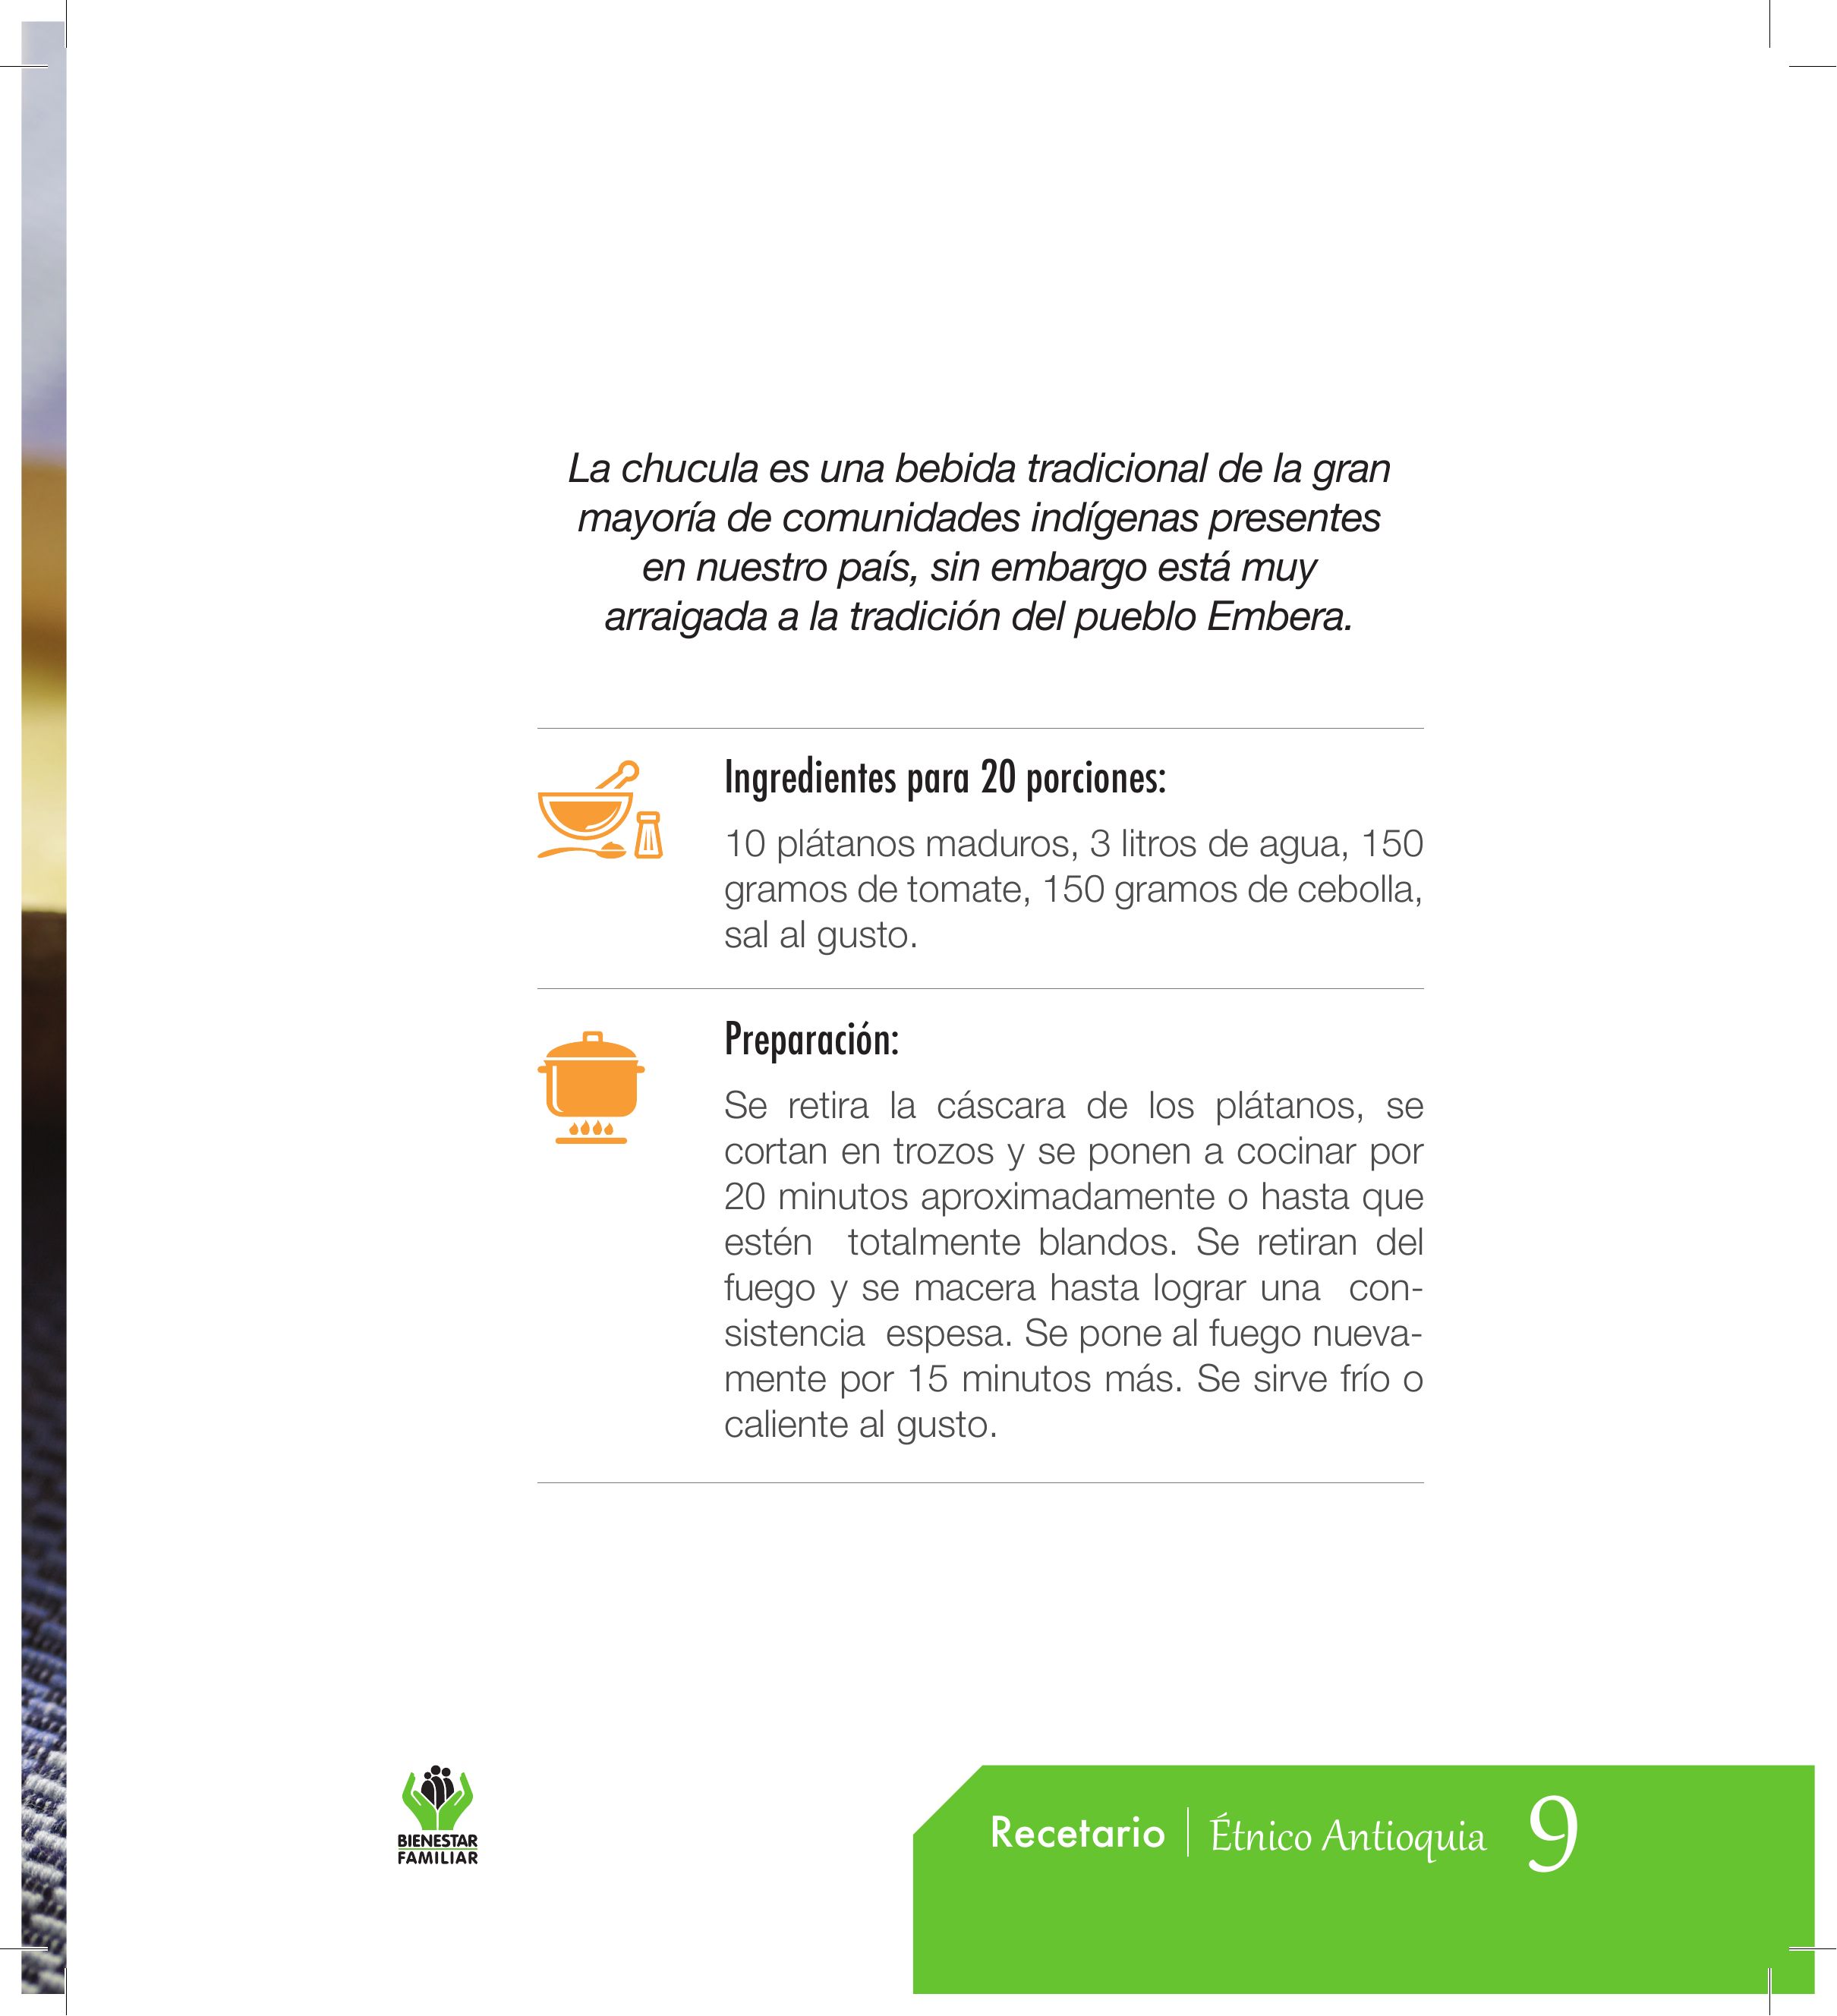 La chucula es una bebida tradicional de la gran
mayoría de comunidades indígenas presentes
en nuestro país, sin embargo está muy
arraigada a la tradición del pueblo Embera.
Ingredientes para 20 porciones:
10 plátanos maduros, 3 litros de agua, 150
gramos de tomate, 150 gramos de cebolla,
sal al gusto.
Preparación:
Se retira la cáscara de los plátanos, se
cortan en trozos y se ponen a cocinar por
20 minutos aproximadamente o hasta que
estén totalmente blandos. Se retiran del
fuego y se macera hasta lograr una con-
sistencia espesa. Se pone al fuego nueva-
mente por 15 minutos más. Se sirve frío o
caliente al gusto.
BIENESTAR
FAMILIAR
Recetario | Étnico Antioquia 9